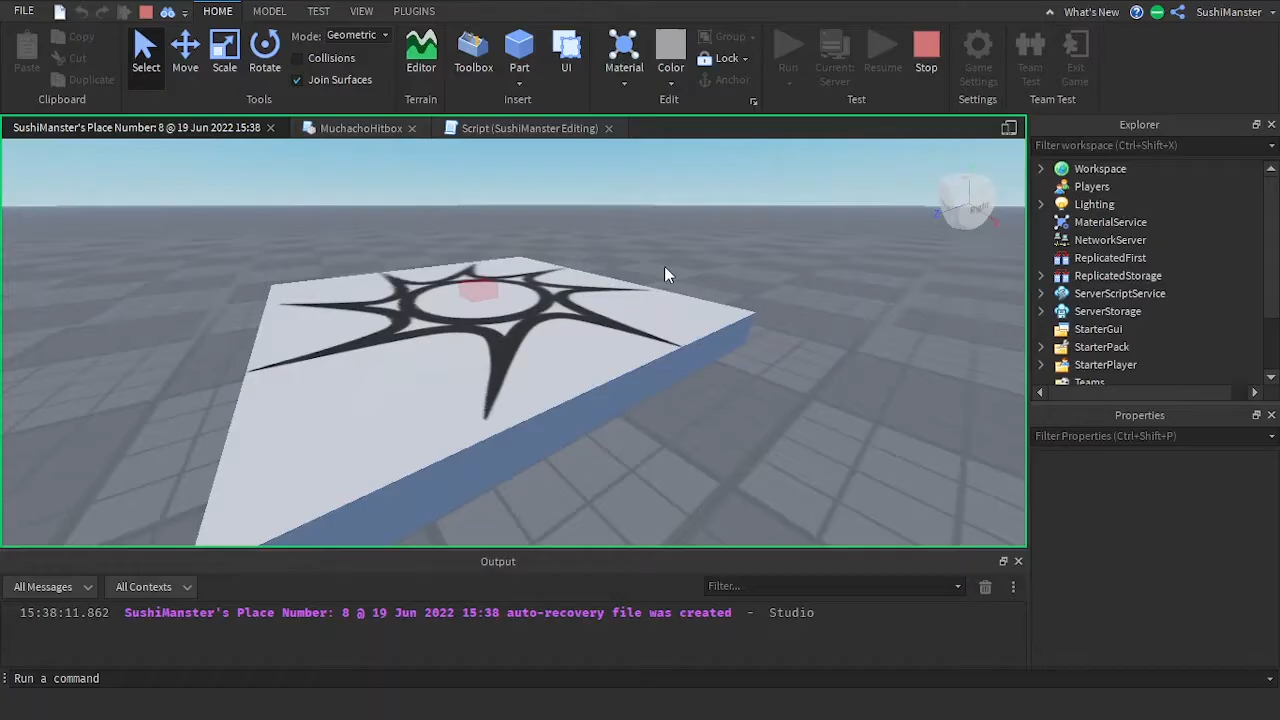 FILE HOME MODEL TEST VIEW PLUGINS What's New SushiManster
Paste Copy Cut Duplicate Clipboard
Select Move Scale Rotate Mode: Geometric Collisions Join Surfaces Tools
Editor Terrain
Toolbox Part UI Insert
Material Color Group Lock Anchor Edit
Run Current: Server Resume Stop Test
Game Settings Settings
Team Test Exit Game Team Test
SushiManster's Place Number: 8 @ 19 Jun 2022 15:38 MuchachoHitbox Script (SushiManster Editing)
Right
Z
Explorer
Filter workspace (Ctrl+Shift+X)
Workspace
Players
Lighting
MaterialService
NetworkServer
ReplicatedFirst
ReplicatedStorage
ServerScriptService
ServerStorage
StarterGui
StarterPack
StarterPlayer
Teams
Properties
Filter Properties (Ctrl+Shift+P)
Output
All Messages All Contexts Filter...
15:38:11.862 SushiManster's Place Number: 8 @ 19 Jun 2022 15:38 auto-recovery file was created - Studio
Run a command